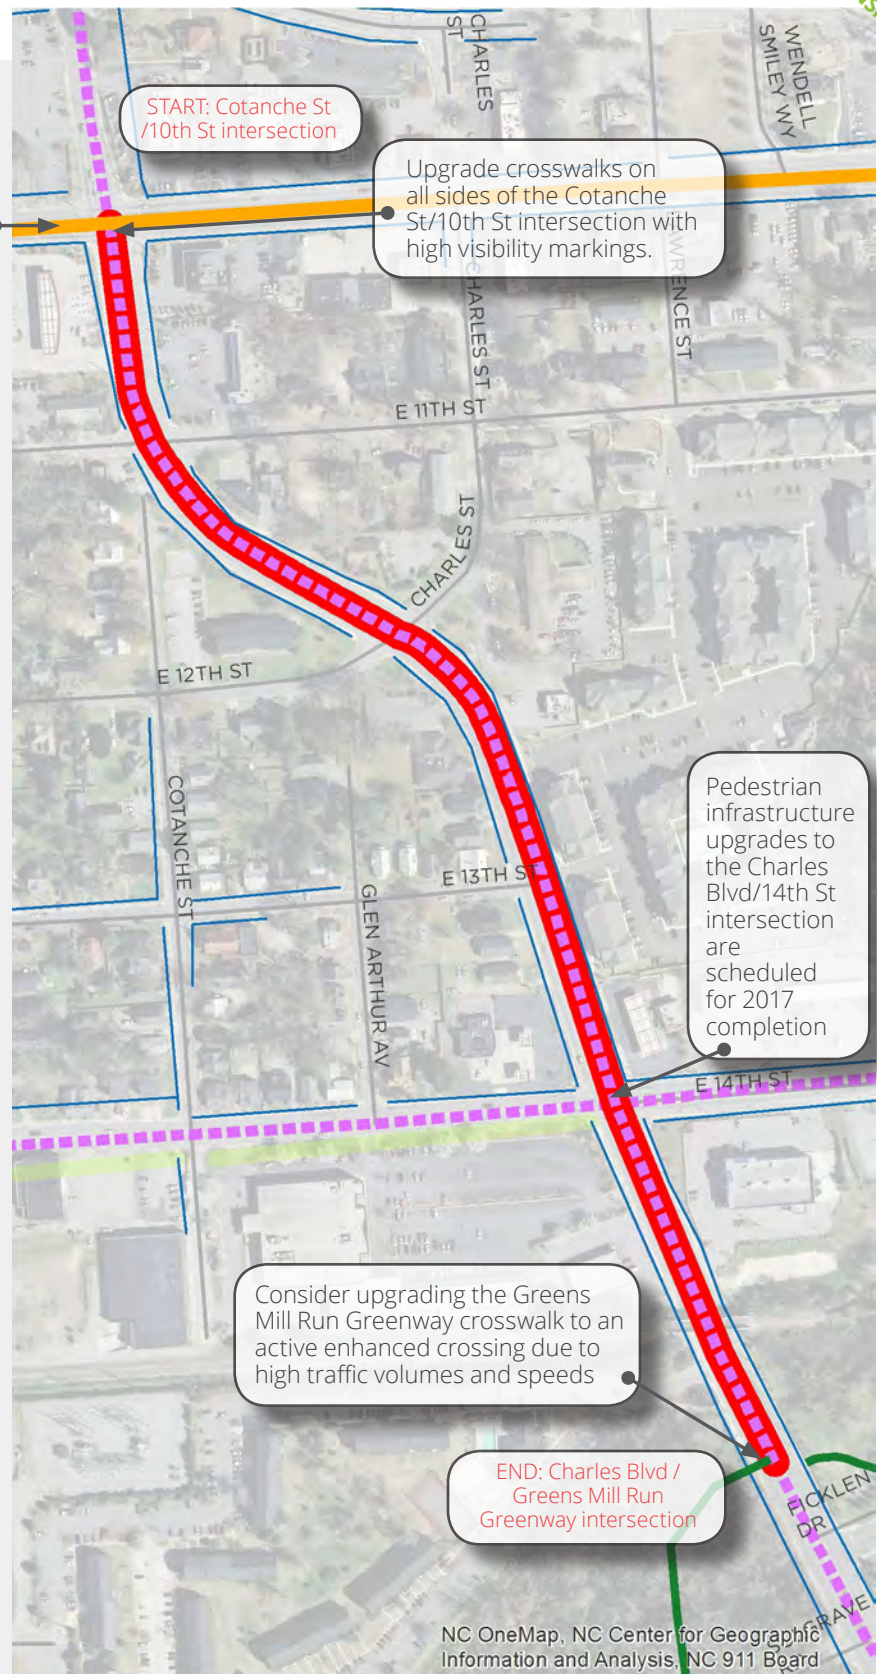 CHARLES
ST
WENDELL
SMILEY WY
START: Cotanche St
/10th St intersection
Upgrade crosswalks on
all sides of the Cotanche
St/10th St intersection with
high visibility markings.
CHARLES ST
E 11TH ST
CHARLES ST
E 12TH ST
COTANCHE ST
E 13TH ST
GLEN ARTHUR AV
Pedestrian
infrastructure
upgrades to
the Charles
Blvd/14th St
intersection
are
scheduled
for 2017
completion
E 14TH ST
Consider upgrading the Greens
Mill Run Greenway crosswalk to an
active enhanced crossing due to
high traffic volumes and speeds
END: Charles Blvd /
Greens Mill Run
Greenway intersection
FICKLEN
DR
NC OneMap, NC Center for Geographic
Information and Analysis, NC 911 Board